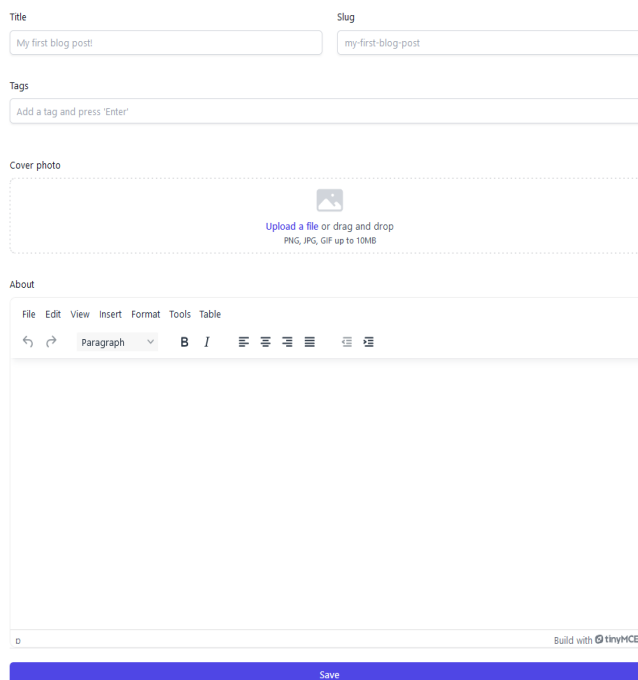 Title Slug
My first blog post! my-first-blog-post
Tags
Add a tag and press 'Enter'
Cover photo
Upload a file or drag and drop
PNG, JPG, GIF up to 10MB
About
File Edit View Insert Format Tools Table
Paragraph B I
p Build with tinyMCE
Save